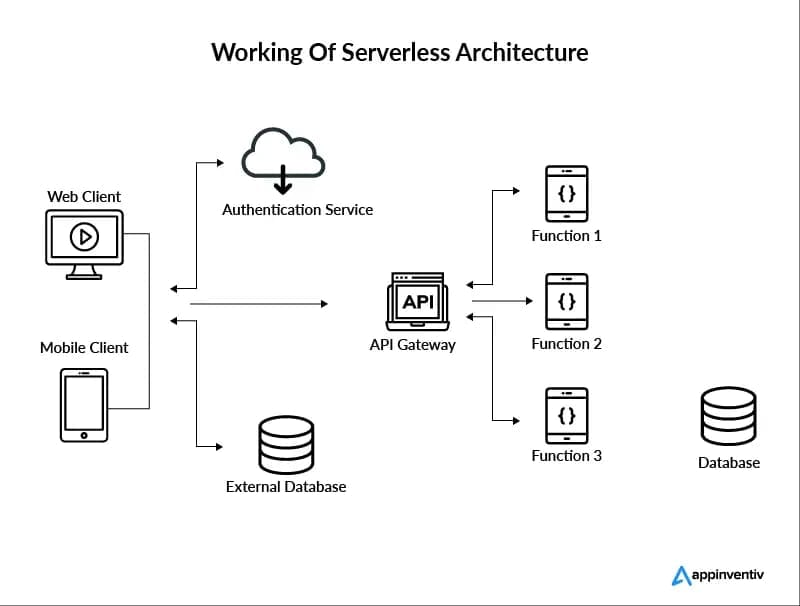 Working Of Serverless Architecture
Web Client
Authentication Service
{}
Function 1
API
API Gateway
{}
Function 2
Mobile Client
{}
Function 3
External Database
Database
appinventiv